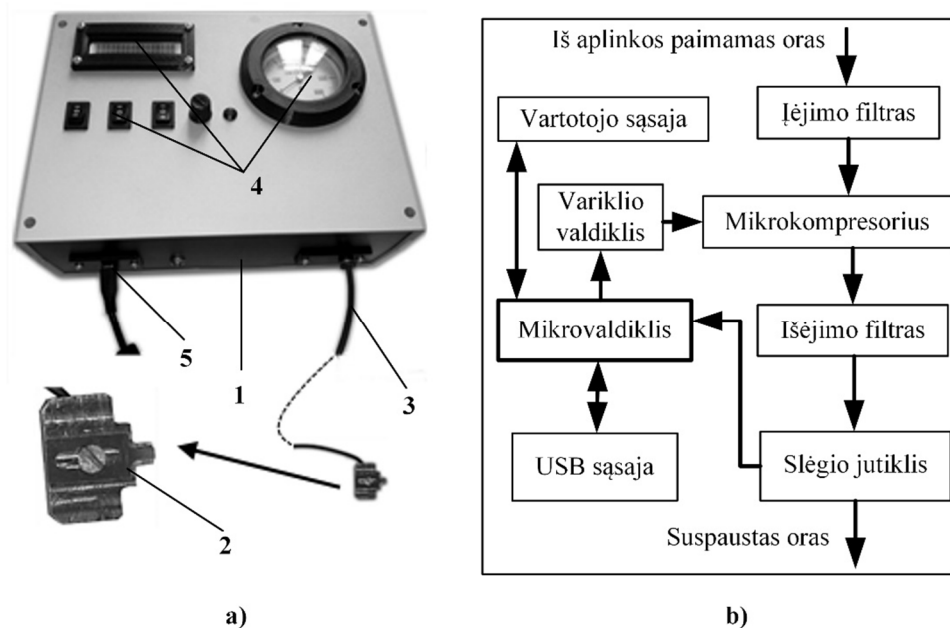 4
5
1
3
2
a)
Iš aplinkos paimamas oras
Įėjimo filtras
Vartotojo sąsaja
Variklio
valdiklis
Mikrokompresorius
Mikrovaldiklis
Išėjimo filtras
USB sąsaja
Slėgio jutiklis
Suspaustas oras
b)